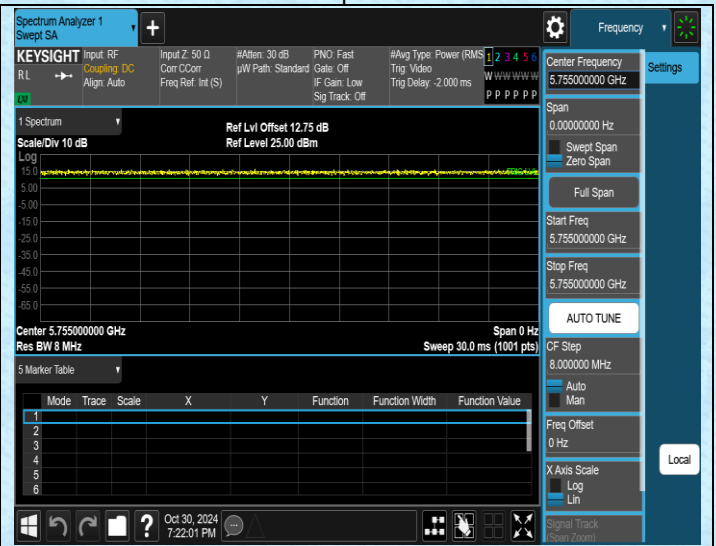 Spectrum Analyzer 1
Swept SA
Frequency
KEYSIGHT
RL
LXI
Input: RF
Coupling: DC
Align: Auto
Input Z: 50 Ω
Corr CCorr
Freq Ref: Int (S)
#Atten: 30 dB
µW Path: Standard
PNO: Fast
Gate: Off
IF Gain: Low
Sig Track: Off
#Avg Type: Power (RMS
Trig: Video
Trig Delay: -2.000 ms
1 2 3 4 5 6
W W W W W W
P P P P P P
Center Frequency
5.755000000 GHz
Settings
Span
0.00000000 Hz
Swept Span
Zero Span
Full Span
Start Freq
5.755000000 GHz
Stop Freq
5.755000000 GHz
AUTO TUNE
CF Step
8.000000 MHz
Auto
Man
Freq Offset
0 Hz
X Axis Scale
Log
Lin
Signal Track
(Span Zoom)
Local
1 Spectrum
Scale/Div 10 dB
Ref Lvl Offset 12.75 dB
Ref Level 25.00 dBm
Log
15.0
5.00
-5.00
-15.0
-25.0
-35.0
-45.0
-55.0
-65.0
Center 5.755000000 GHz
Span 0 Hz
Res BW 8 MHz
Sweep 30.0 ms (1001 pts)
5 Marker Table
Mode Trace Scale X Y Function Function Width Function Value
1
2
3
4
5
6
?
Oct 30, 2024
7:22:01 PM